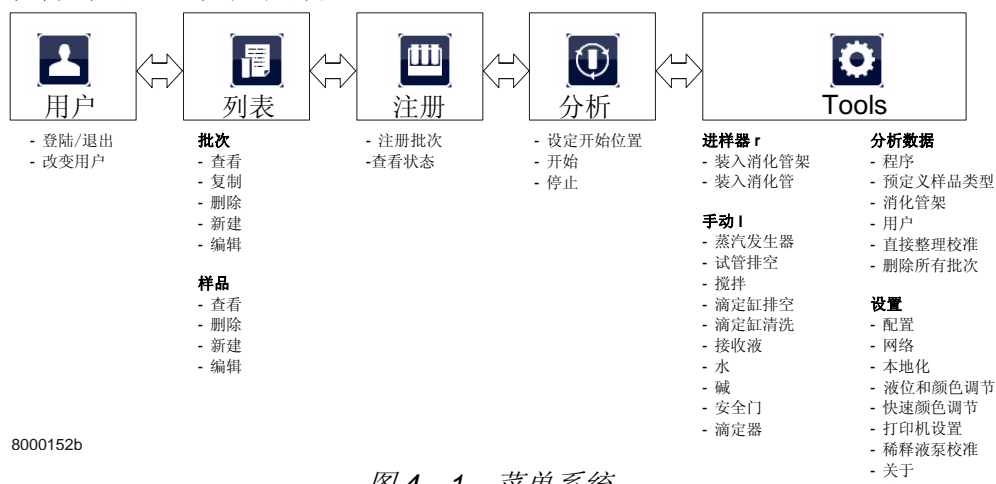 用户
- 登陆/退出
- 改变用户
列表
批次
- 查看
- 复制
- 删除
- 新建
- 编辑
样品
- 查看
- 删除
- 新建
- 编辑
注册
- 注册批次
-查看状态
分析
- 设定开始位置
- 开始
- 停止
Tools
进样器 r
- 装入消化管架
- 装入消化管
手动 l
- 蒸汽发生器
- 试管排空
- 搅拌
- 滴定缸排空
- 滴定缸清洗
- 接收液
- 水
- 碱
- 安全门
- 滴定器
分析数据
- 程序
- 预定义样品类型
- 消化管架
- 用户
- 直接整理校准
- 删除所有批次
设置
- 配置
- 网络
- 本地化
- 液位和颜色调节
- 快速颜色调节
- 打印机设置
- 稀释液泵校准
- 关于
8000152b
图 4 - 1 菜单系统